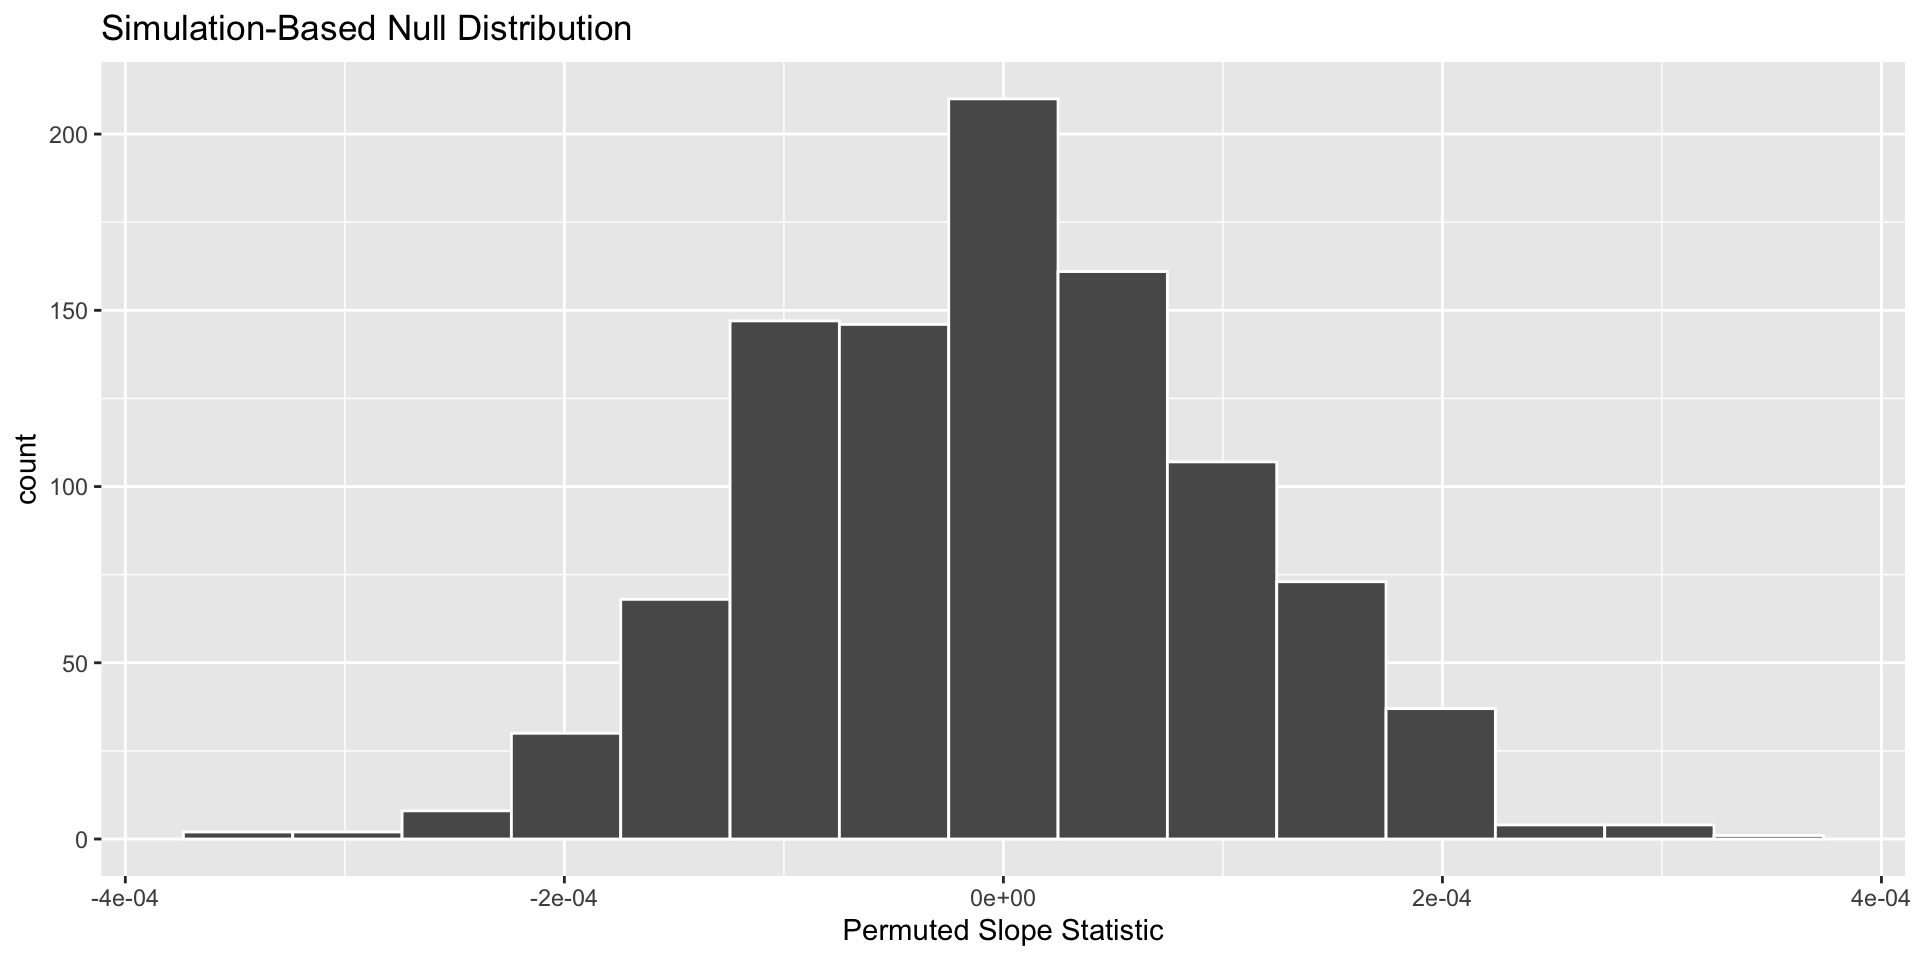 Simulation-Based Null Distribution
count
200
150
100
50
0
-4e-04 -2e-04 0e+00 2e-04 4e-04
Permuted Slope Statistic